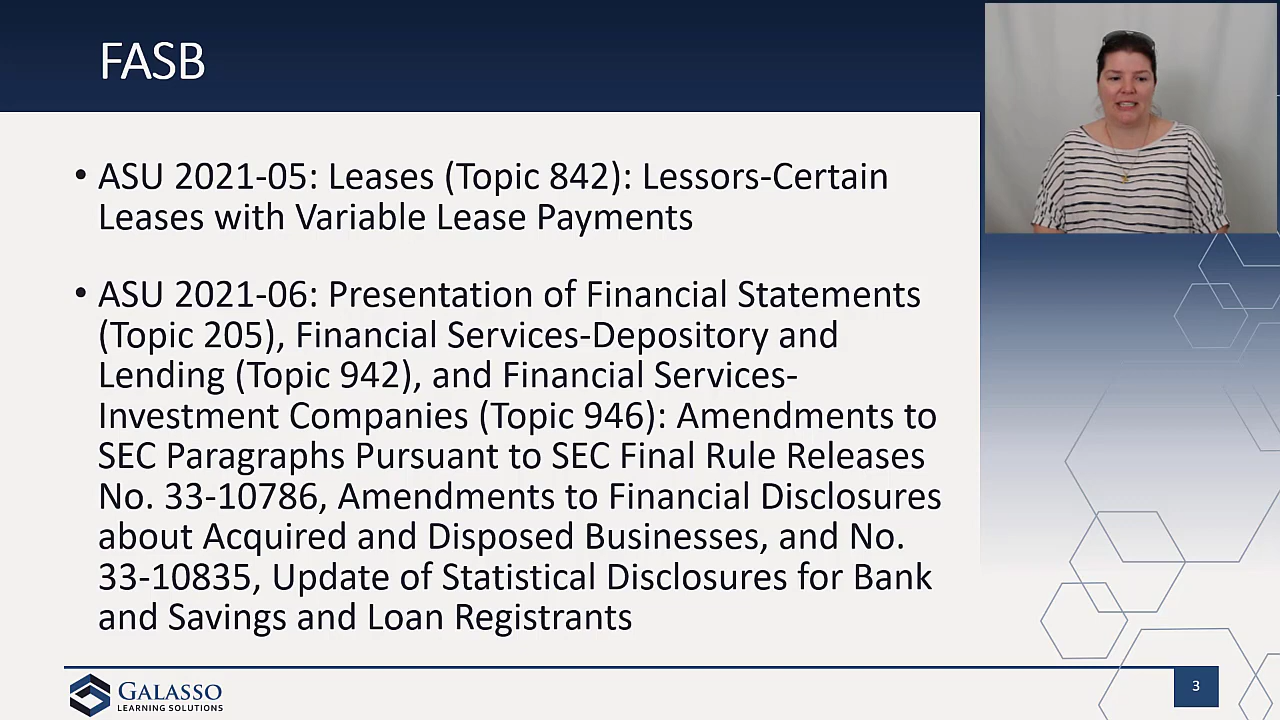 FASB
• ASU 2021-05: Leases (Topic 842): Lessors-Certain
Leases with Variable Lease Payments
• ASU 2021-06: Presentation of Financial Statements
(Topic 205), Financial Services-Depository and
Lending (Topic 942), and Financial Services-
Investment Companies (Topic 946): Amendments to
SEC Paragraphs Pursuant to SEC Final Rule Releases
No. 33-10786, Amendments to Financial Disclosures
about Acquired and Disposed Businesses, and No.
33-10835, Update of Statistical Disclosures for Bank
and Savings and Loan Registrants
GALASSO
LEARNING SOLUTIONS
3